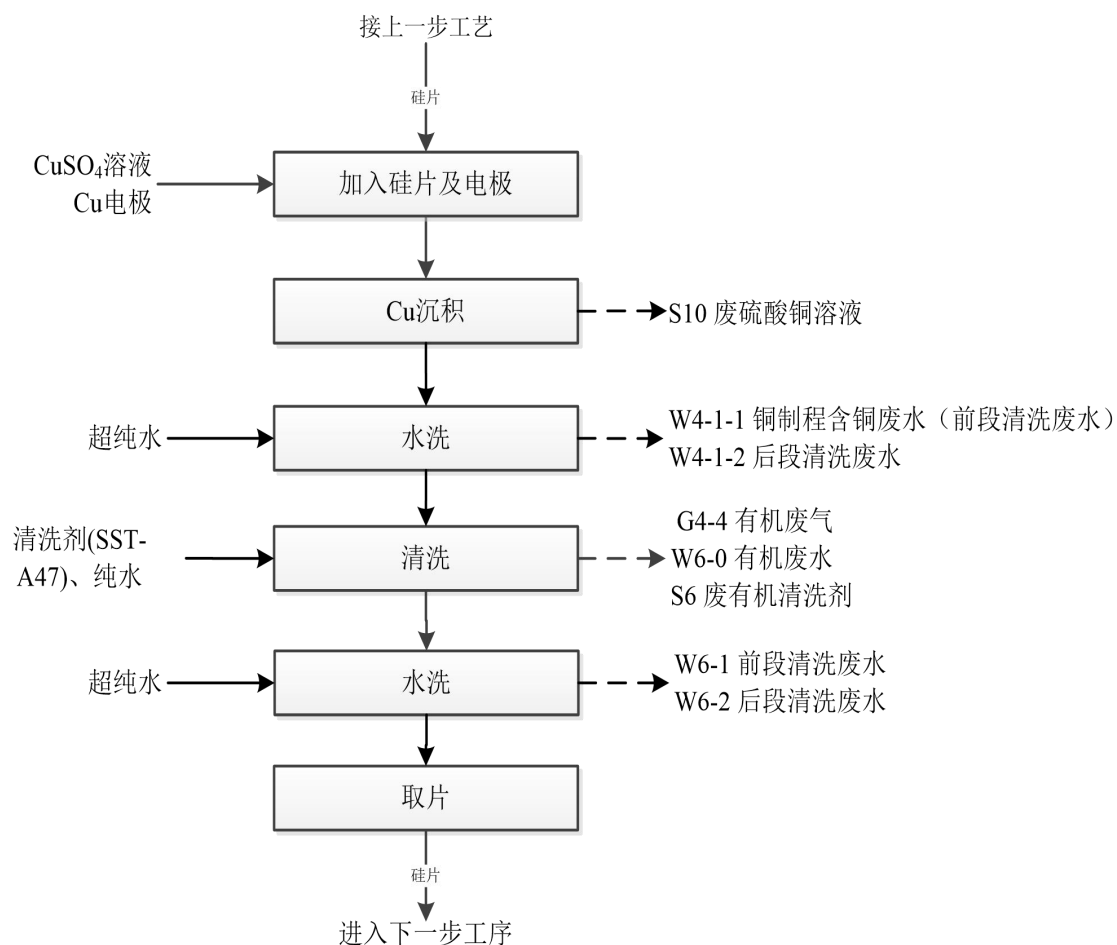 接上一步工艺
硅片
CuSO₄溶液
Cu电极
加入硅片及电极
Cu沉积
S10 废硫酸铜溶液
超纯水
水洗
W4-1-1 铜制程含铜废水（前段清洗废水）
W4-1-2 后段清洗废水
清洗剂(SST-
A47)、纯水
清洗
G4-4 有机废气
W6-0 有机废水
S6 废有机清洗剂
超纯水
水洗
W6-1 前段清洗废水
W6-2 后段清洗废水
取片
硅片
进入下一步工序